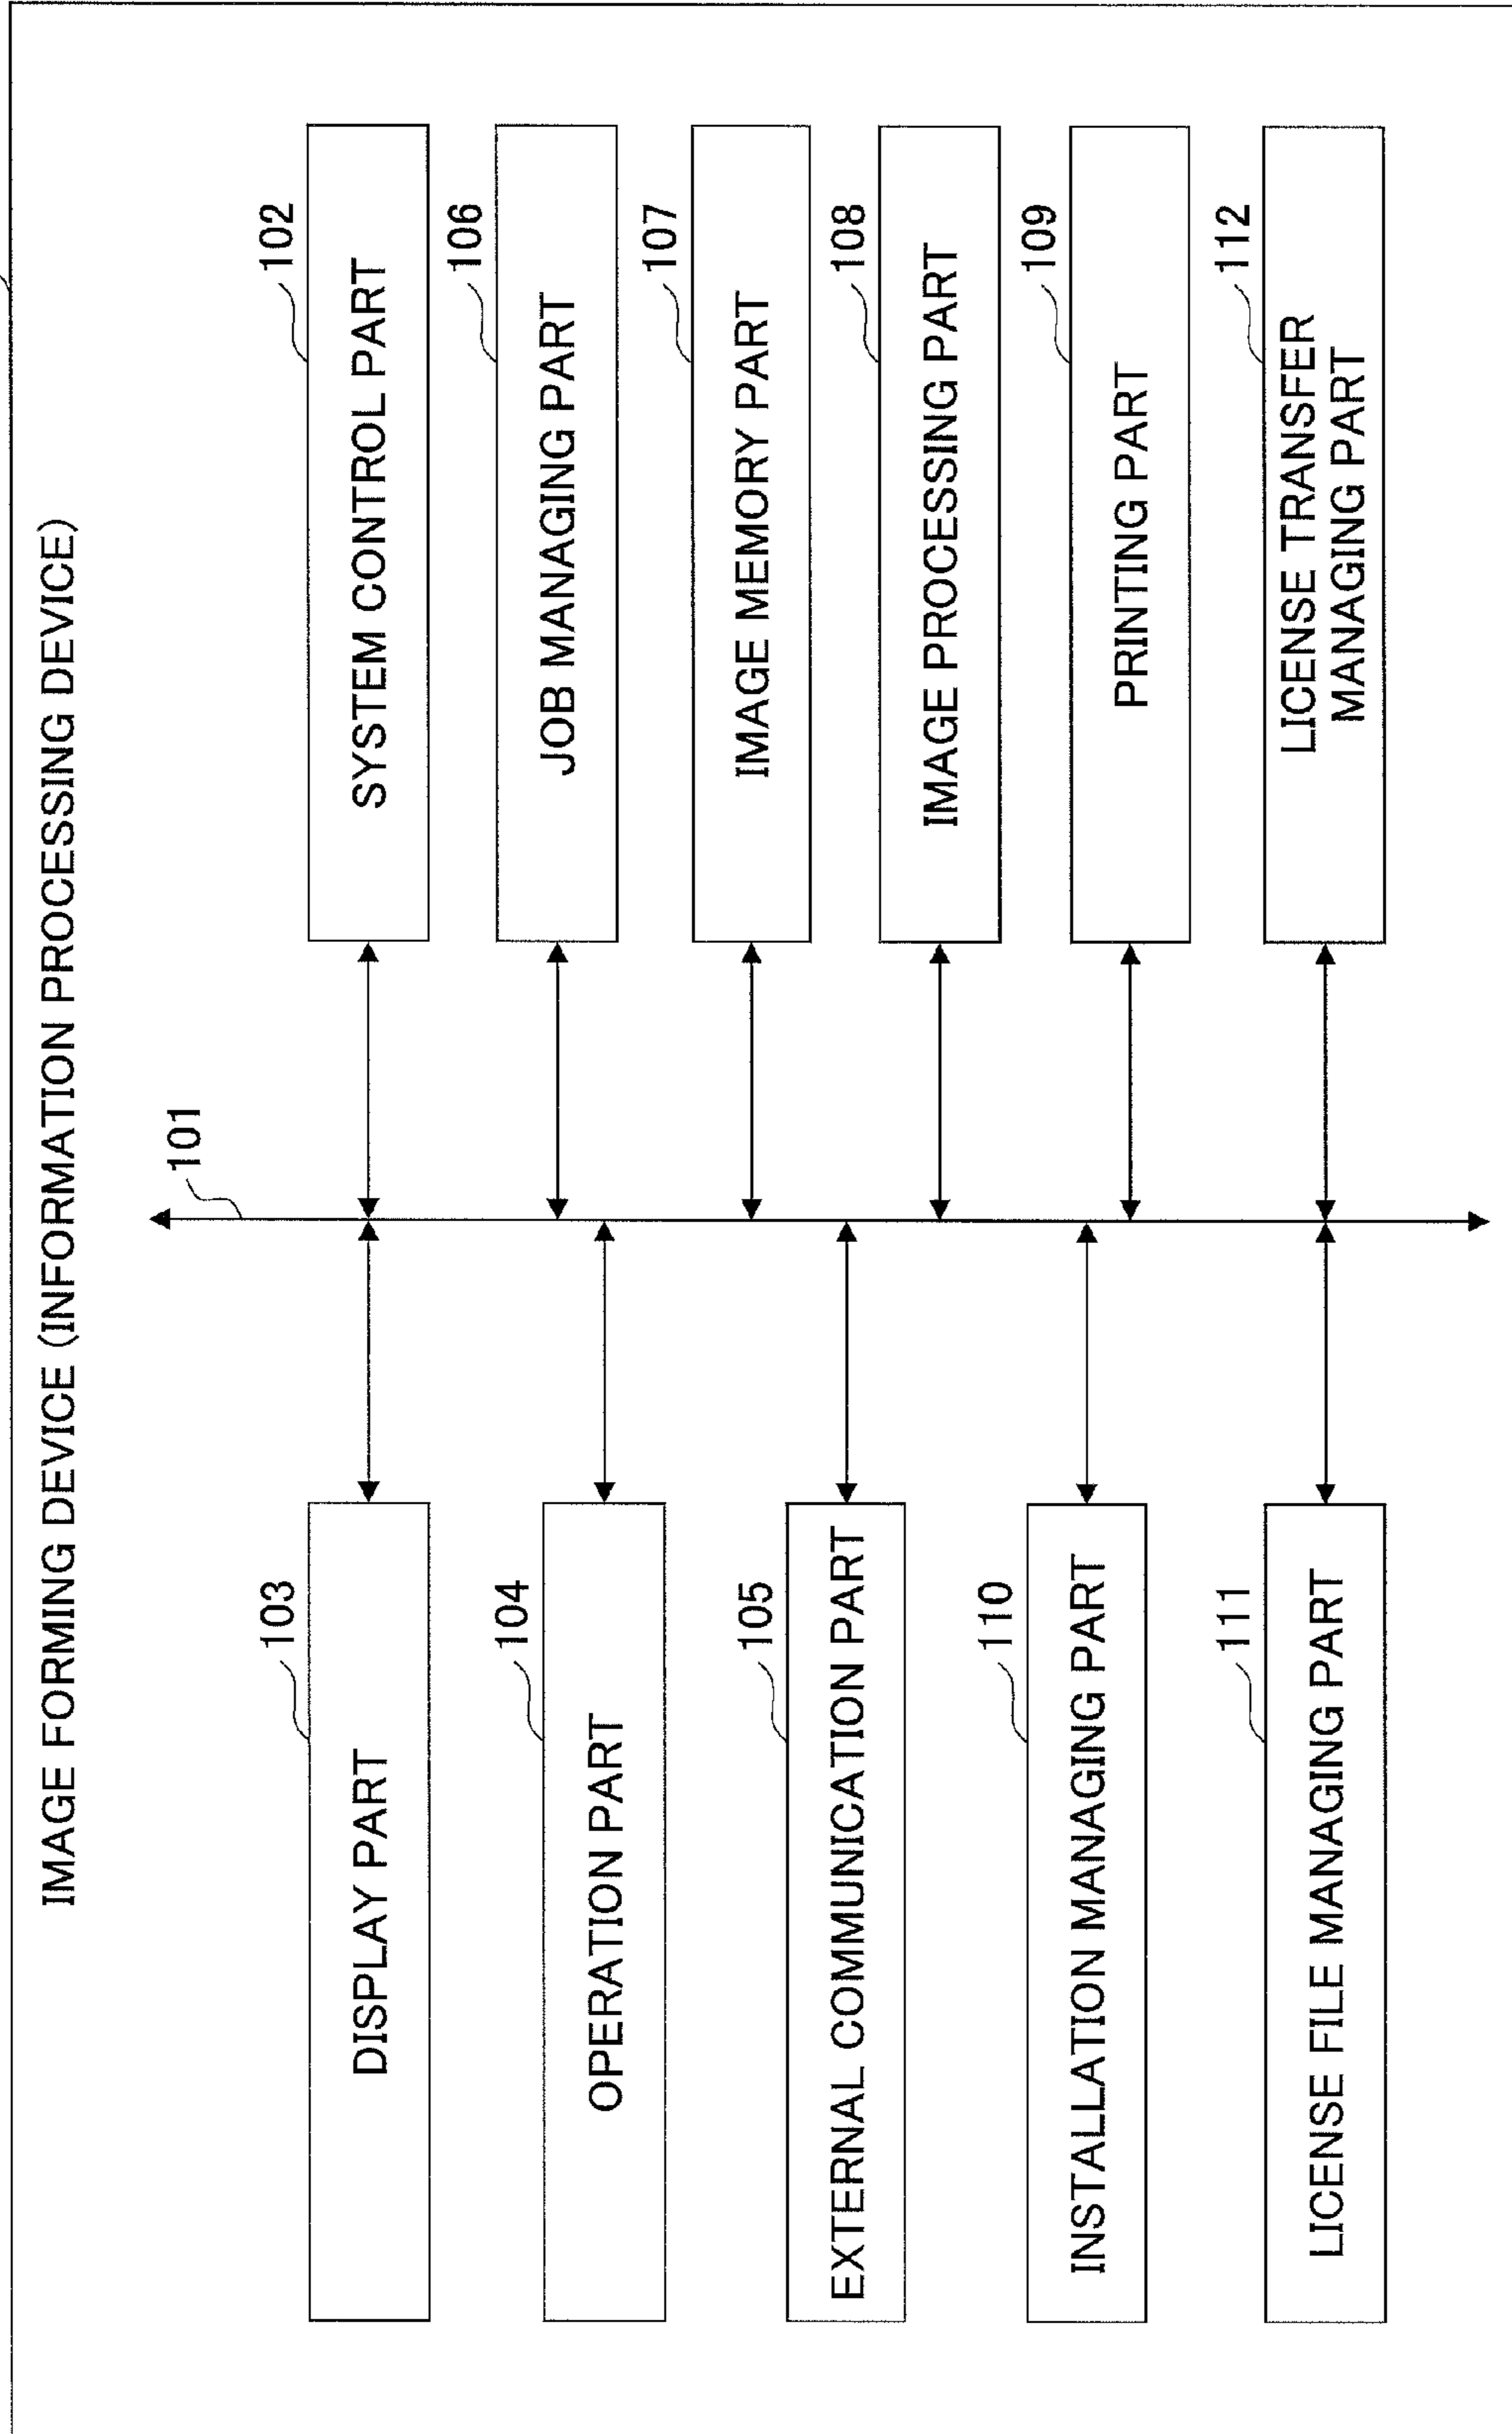 IMAGE FORMING DEVICE (INFORMATION PROCESSING DEVICE)
101
103
DISPLAY PART
102
SYSTEM CONTROL PART
104
OPERATION PART
106
JOB MANAGING PART
105
EXTERNAL COMMUNICATION PART
107
IMAGE MEMORY PART
110
INSTALLATION MANAGING PART
108
IMAGE PROCESSING PART
109
PRINTING PART
111
LICENSE FILE MANAGING PART
112
LICENSE TRANSFER
MANAGING PART